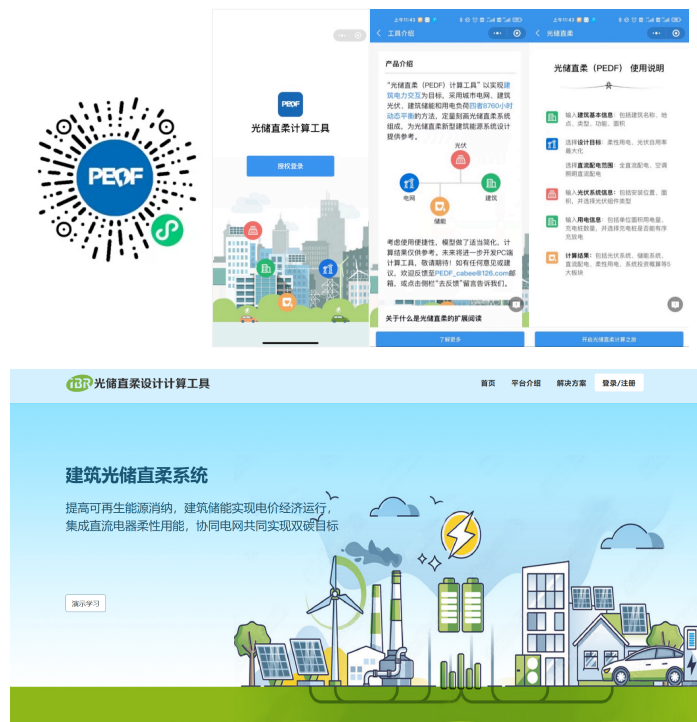 PEDF
PEDF
光储直柔计算工具
授权登录
上午11:43
工具介绍
产品介绍
“光储直柔（PEDF）计算工具”以实现建
筑电力交互为目标，采用城市电网、建筑
光伏、建筑储能和用电负荷四者8760小时
动态平衡的方法，定量刻画光储直柔系统
组成，为光储直柔新型建筑能源系统设计
提供参考。
光伏
电网
建筑
储能
考虑使用便捷性，模型做了适当简化，计
算结果仅供参考。未来将进一步开发PC端
计算工具，敬请期待！如有任何意见或建
议，欢迎反馈至PEDF_cabee@126.com邮
箱，或点击侧栏“去反馈”留言告诉我们。
关于什么是光储直柔的扩展阅读
了解更多
上午11:43
光储直柔
光储直柔（PEDF） 使用说明
输入建筑基本信息：包括建筑名称、地
点、类型、功能、面积
选择设计目标：柔性用电、光伏自用率
最大化
选择直流配电范围：全直流配电、空调
照明直流配电
输入光伏系统信息：包括安装位置、面
积，并选择光伏组件类型
输入用电信息：包括单位面积用电量、
充电桩数量，并选择充电桩是否能有序
充放电
计算结果：包括光伏系统、储能系统、
直流配电、柔性用电、系统投资概算等5
大板块
开启光储直柔计算之旅
iBR 光储直柔设计计算工具
首页 平台介绍 解决方案 登录/注册
建筑光储直柔系统
提高可再生能源消纳，建筑储能实现电价经济运行，
集成直流电器柔性用能，协同电网共同实现双碳目标
演示学习